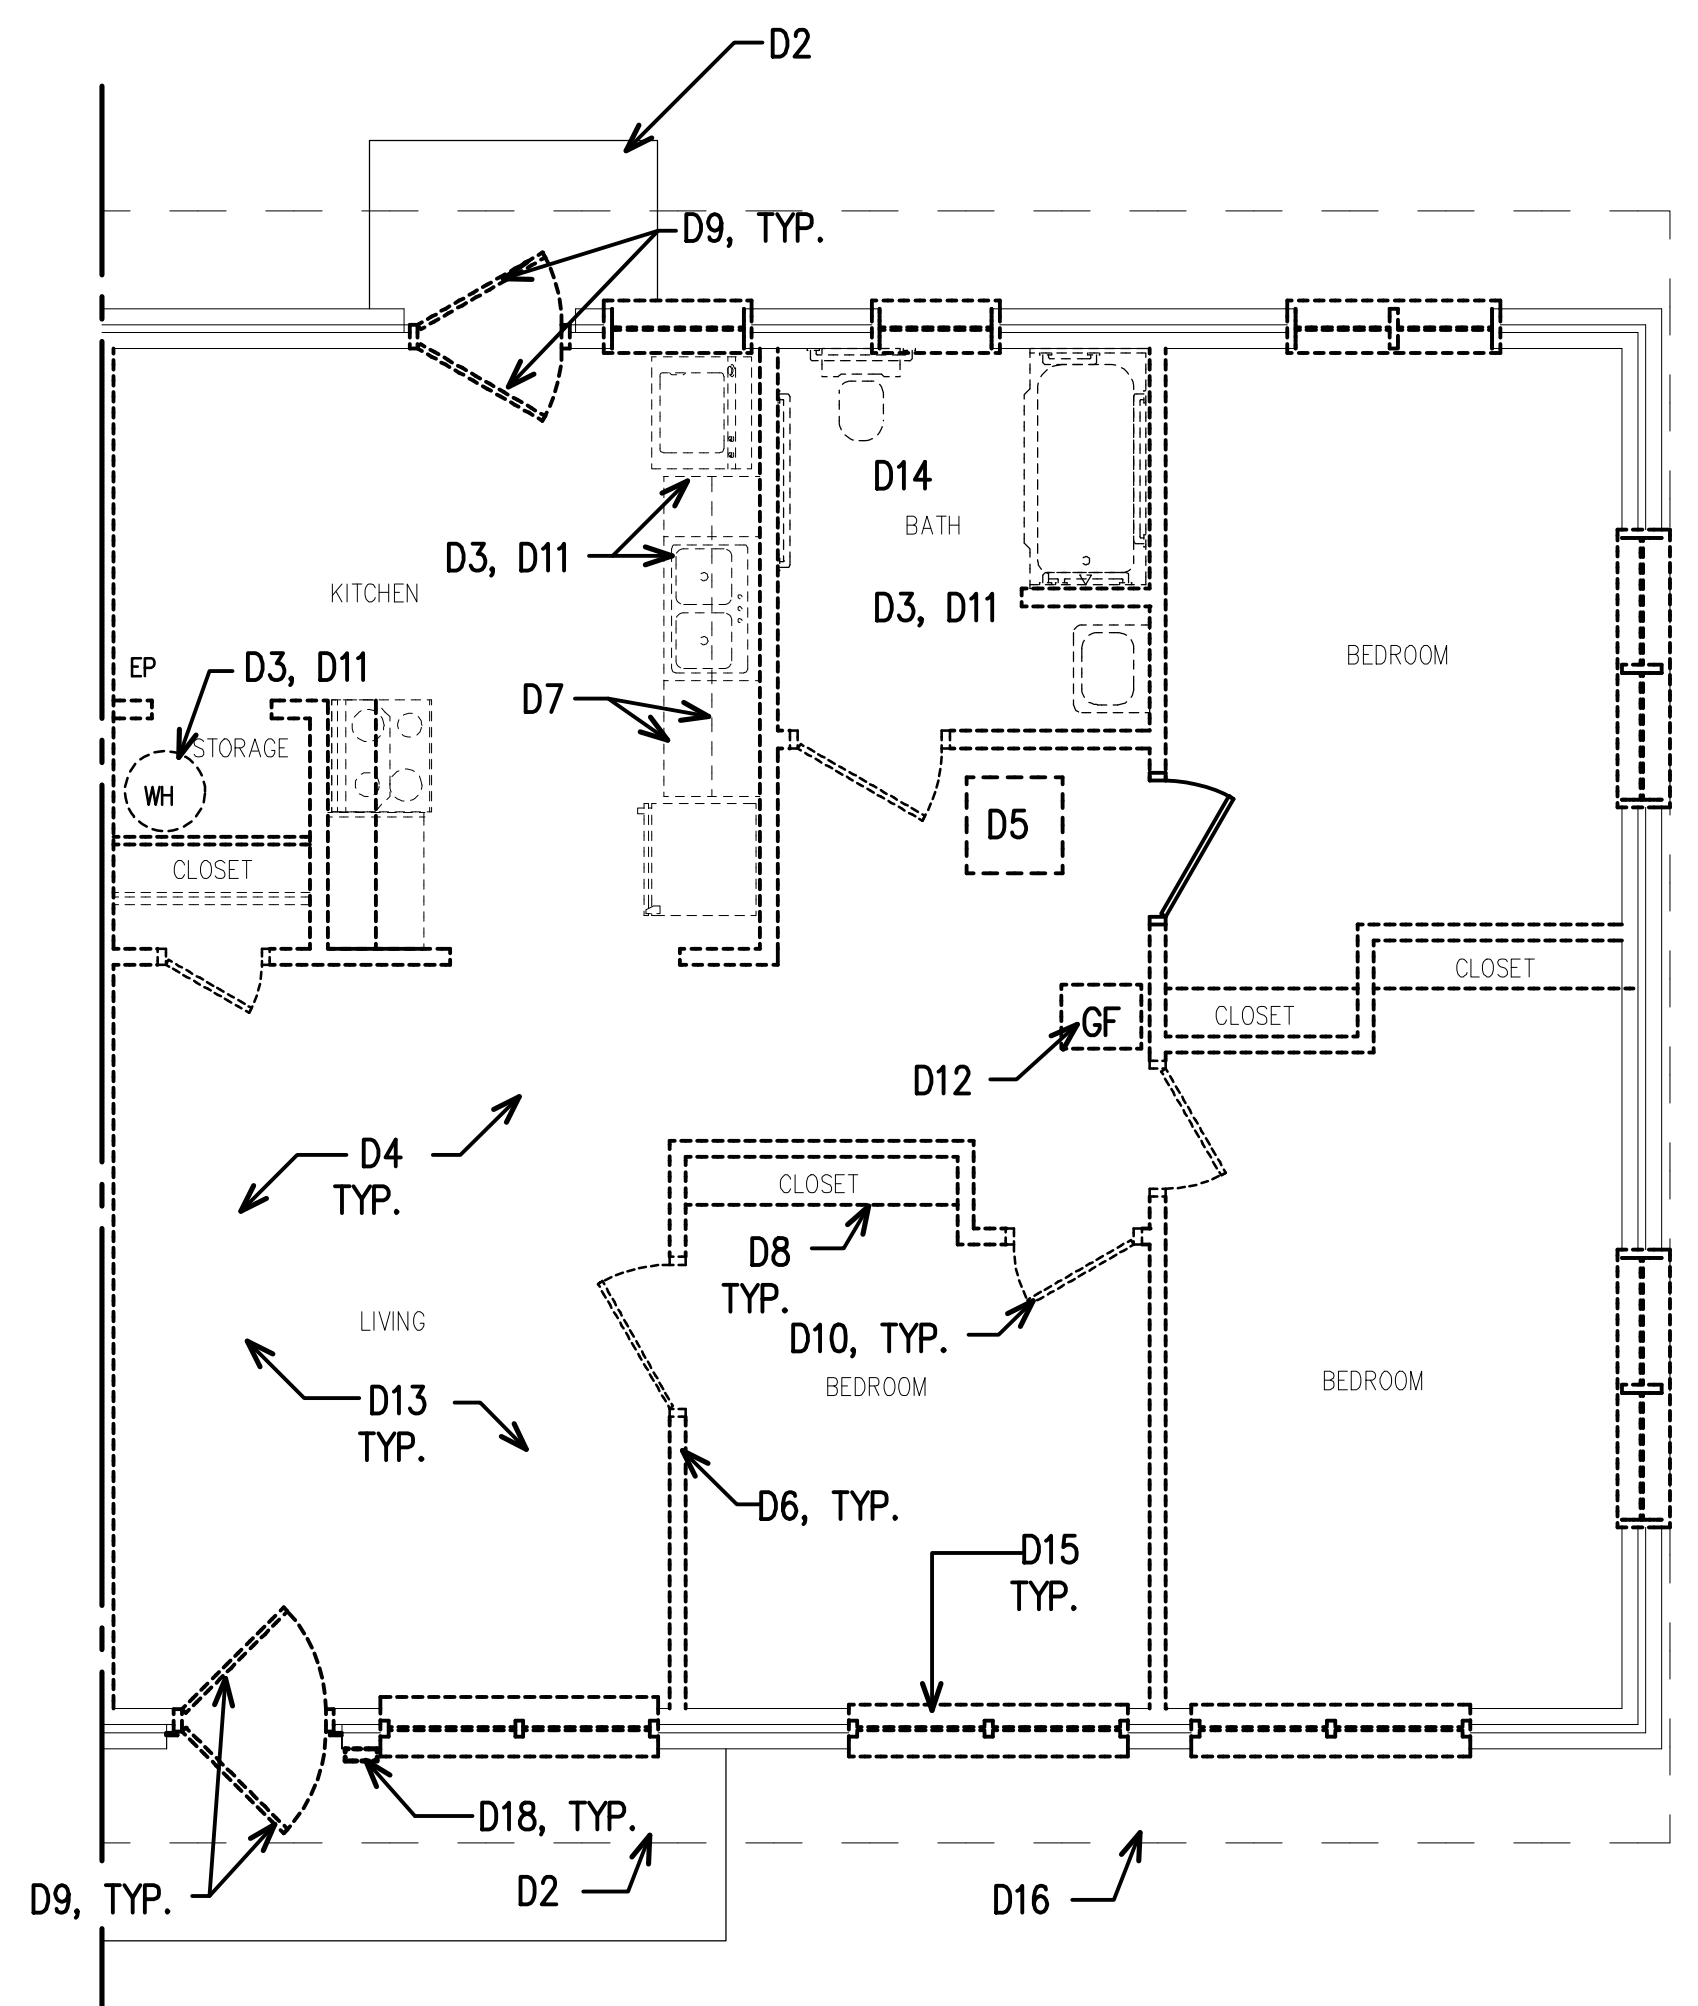 D2
D9, TYP.
D14
BATH
D3, D11
KITCHEN
D3, D11
BEDROOM
EP
D3, D11
D7
STORAGE
WH
D5
CLOSET
CLOSET
CLOSET
GF
D12
D4
TYP.
CLOSET
D8
TYP.
LIVING
D10, TYP.
BEDROOM
BEDROOM
D13
TYP.
D6, TYP.
D15
TYP.
D18, TYP.
D2
D9, TYP.
D16